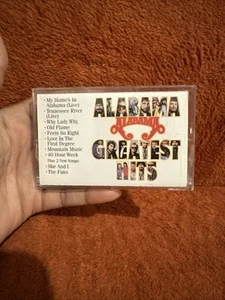 - My Home's In
Alabama (Live)
- Tennessee River
(Live)
- Why Lady Why
- Old Flame
- Feels So Right
- Love In The
First Degree
- Mountain Music
- 40 Hour Week
Plus 2 New Songs:
- She And I
- The Fans
ALABAMA
ALABAMA
GREATEST
HITS